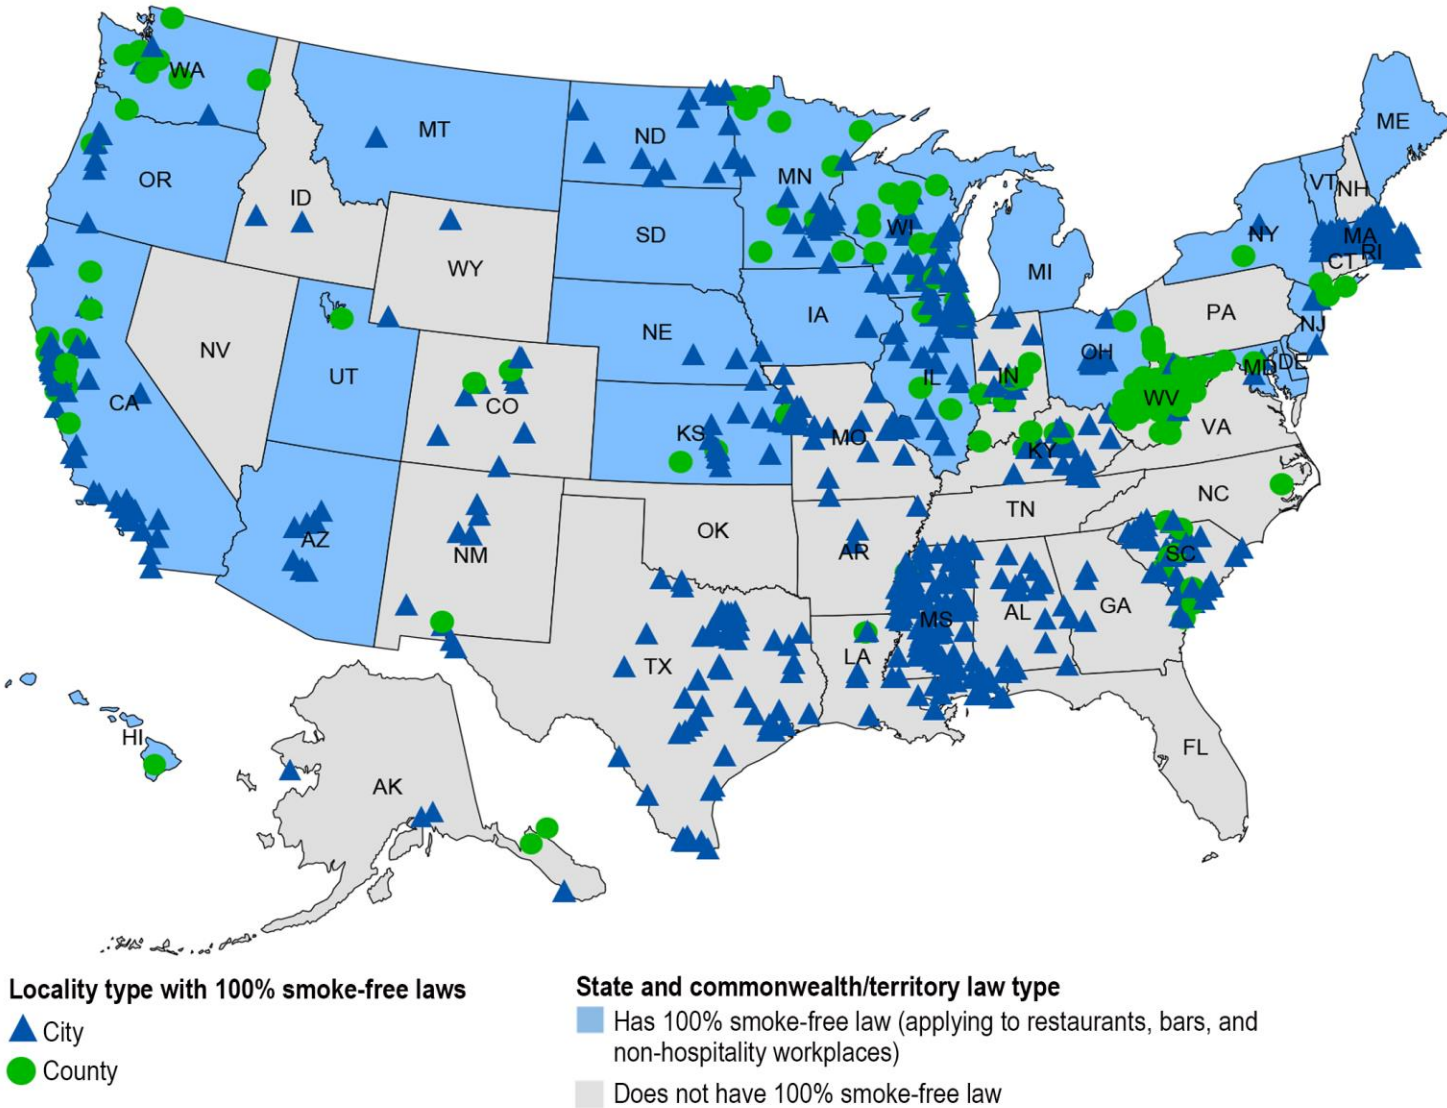 WA
MT
ND
ME
OR
ID
MN
VT
NH
SD
WI
NY
MA
RI
CT
WY
MI
IA
PA
NE
NJ
NV
UT
OH
IL
IN
MD
DE
CA
CO
WV
KS
MO
KY
VA
NC
TN
OK
AZ
NM
AR
SC
MS
AL
GA
TX
LA
HI
FL
AK
Locality type with 100% smoke-free laws
City
County
State and commonwealth/territory law type
Has 100% smoke-free law (applying to restaurants, bars, and
non-hospitality workplaces)
Does not have 100% smoke-free law